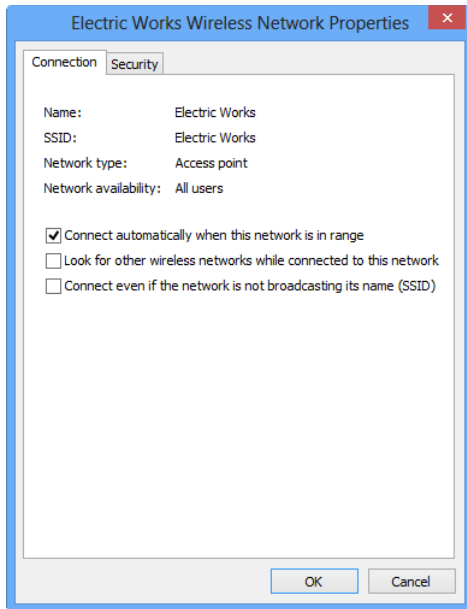 Electric Works Wireless Network Properties
Connection Security
Name: Electric Works
SSID: Electric Works
Network type: Access point
Network availability: All users
Connect automatically when this network is in range
Look for other wireless networks while connected to this network
Connect even if the network is not broadcasting its name (SSID)
OK Cancel